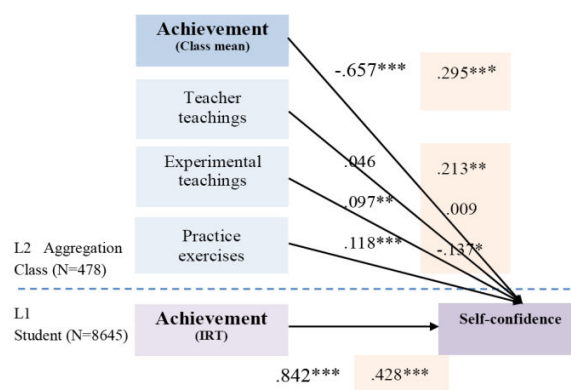 Achievement
(Class mean)
-.657***
.295***
Teacher
teachings
.046
.213**
Experimental
teachings
.097**
.009
Practice
exercises
.118***
-.137*
L2 Aggregation
Class (N=478)
L1
Student (N=8645)
Achievement
(IRT)
Self-confidence
.842***
.428***